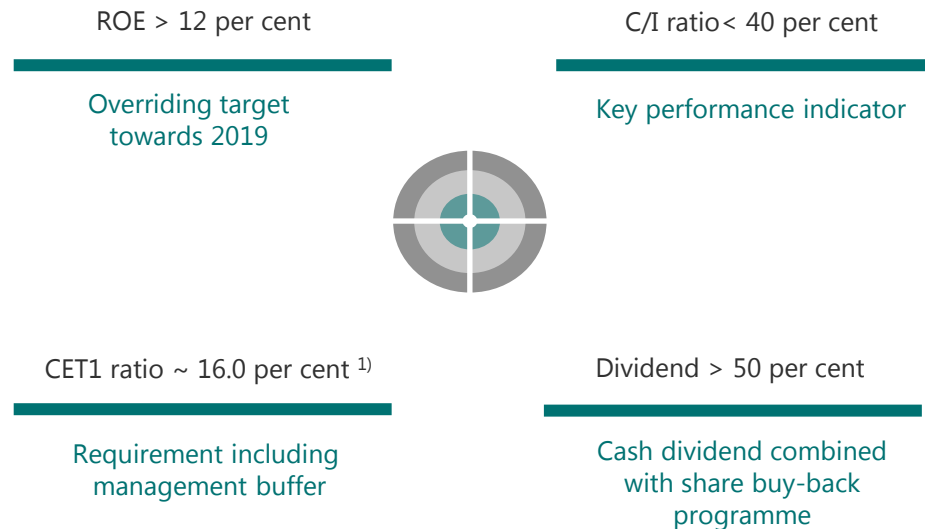 ROE > 12 per cent
Overriding target
towards 2019
C/I ratio< 40 per cent
Key performance indicator
CET1 ratio ~ 16.0 per cent 1)
Requirement including
management buffer
Dividend > 50 per cent
Cash dividend combined
with share buy-back
programme